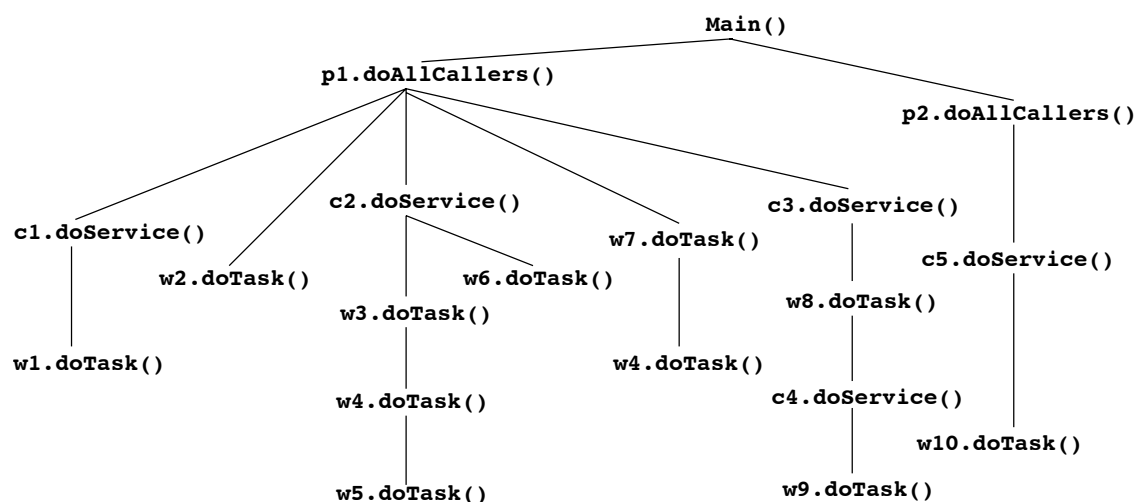 Main()
p1.doAllCallers()
p2.doAllCallers()
c1.doService()
c2.doService()
c3.doService()
w7.doTask()
c5.doService()
w2.doTask()
w6.doTask()
w3.doTask()
w8.doTask()
w1.doTask()
w4.doTask()
w4.doTask()
c4.doService()
w10.doTask()
w5.doTask()
w9.doTask()